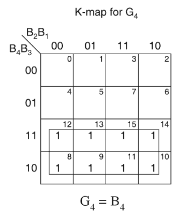 K-map for G₄
B₂B₁
B₄B₃ 00 01 11 10
00 0 1 3 2
01 4 5 7 6
11 12 13 15 14
1 1 1 1
10 8 9 11 10
1 1 1 1
G₄ = B₄